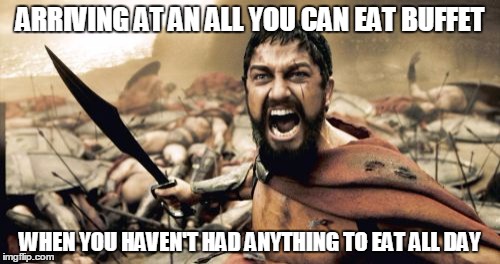 ARRIVING AT AN ALL YOU CAN EAT BUFFET
WHEN YOU HAVEN'T HAD ANYTHING TO EAT ALL DAY
imgflip.com